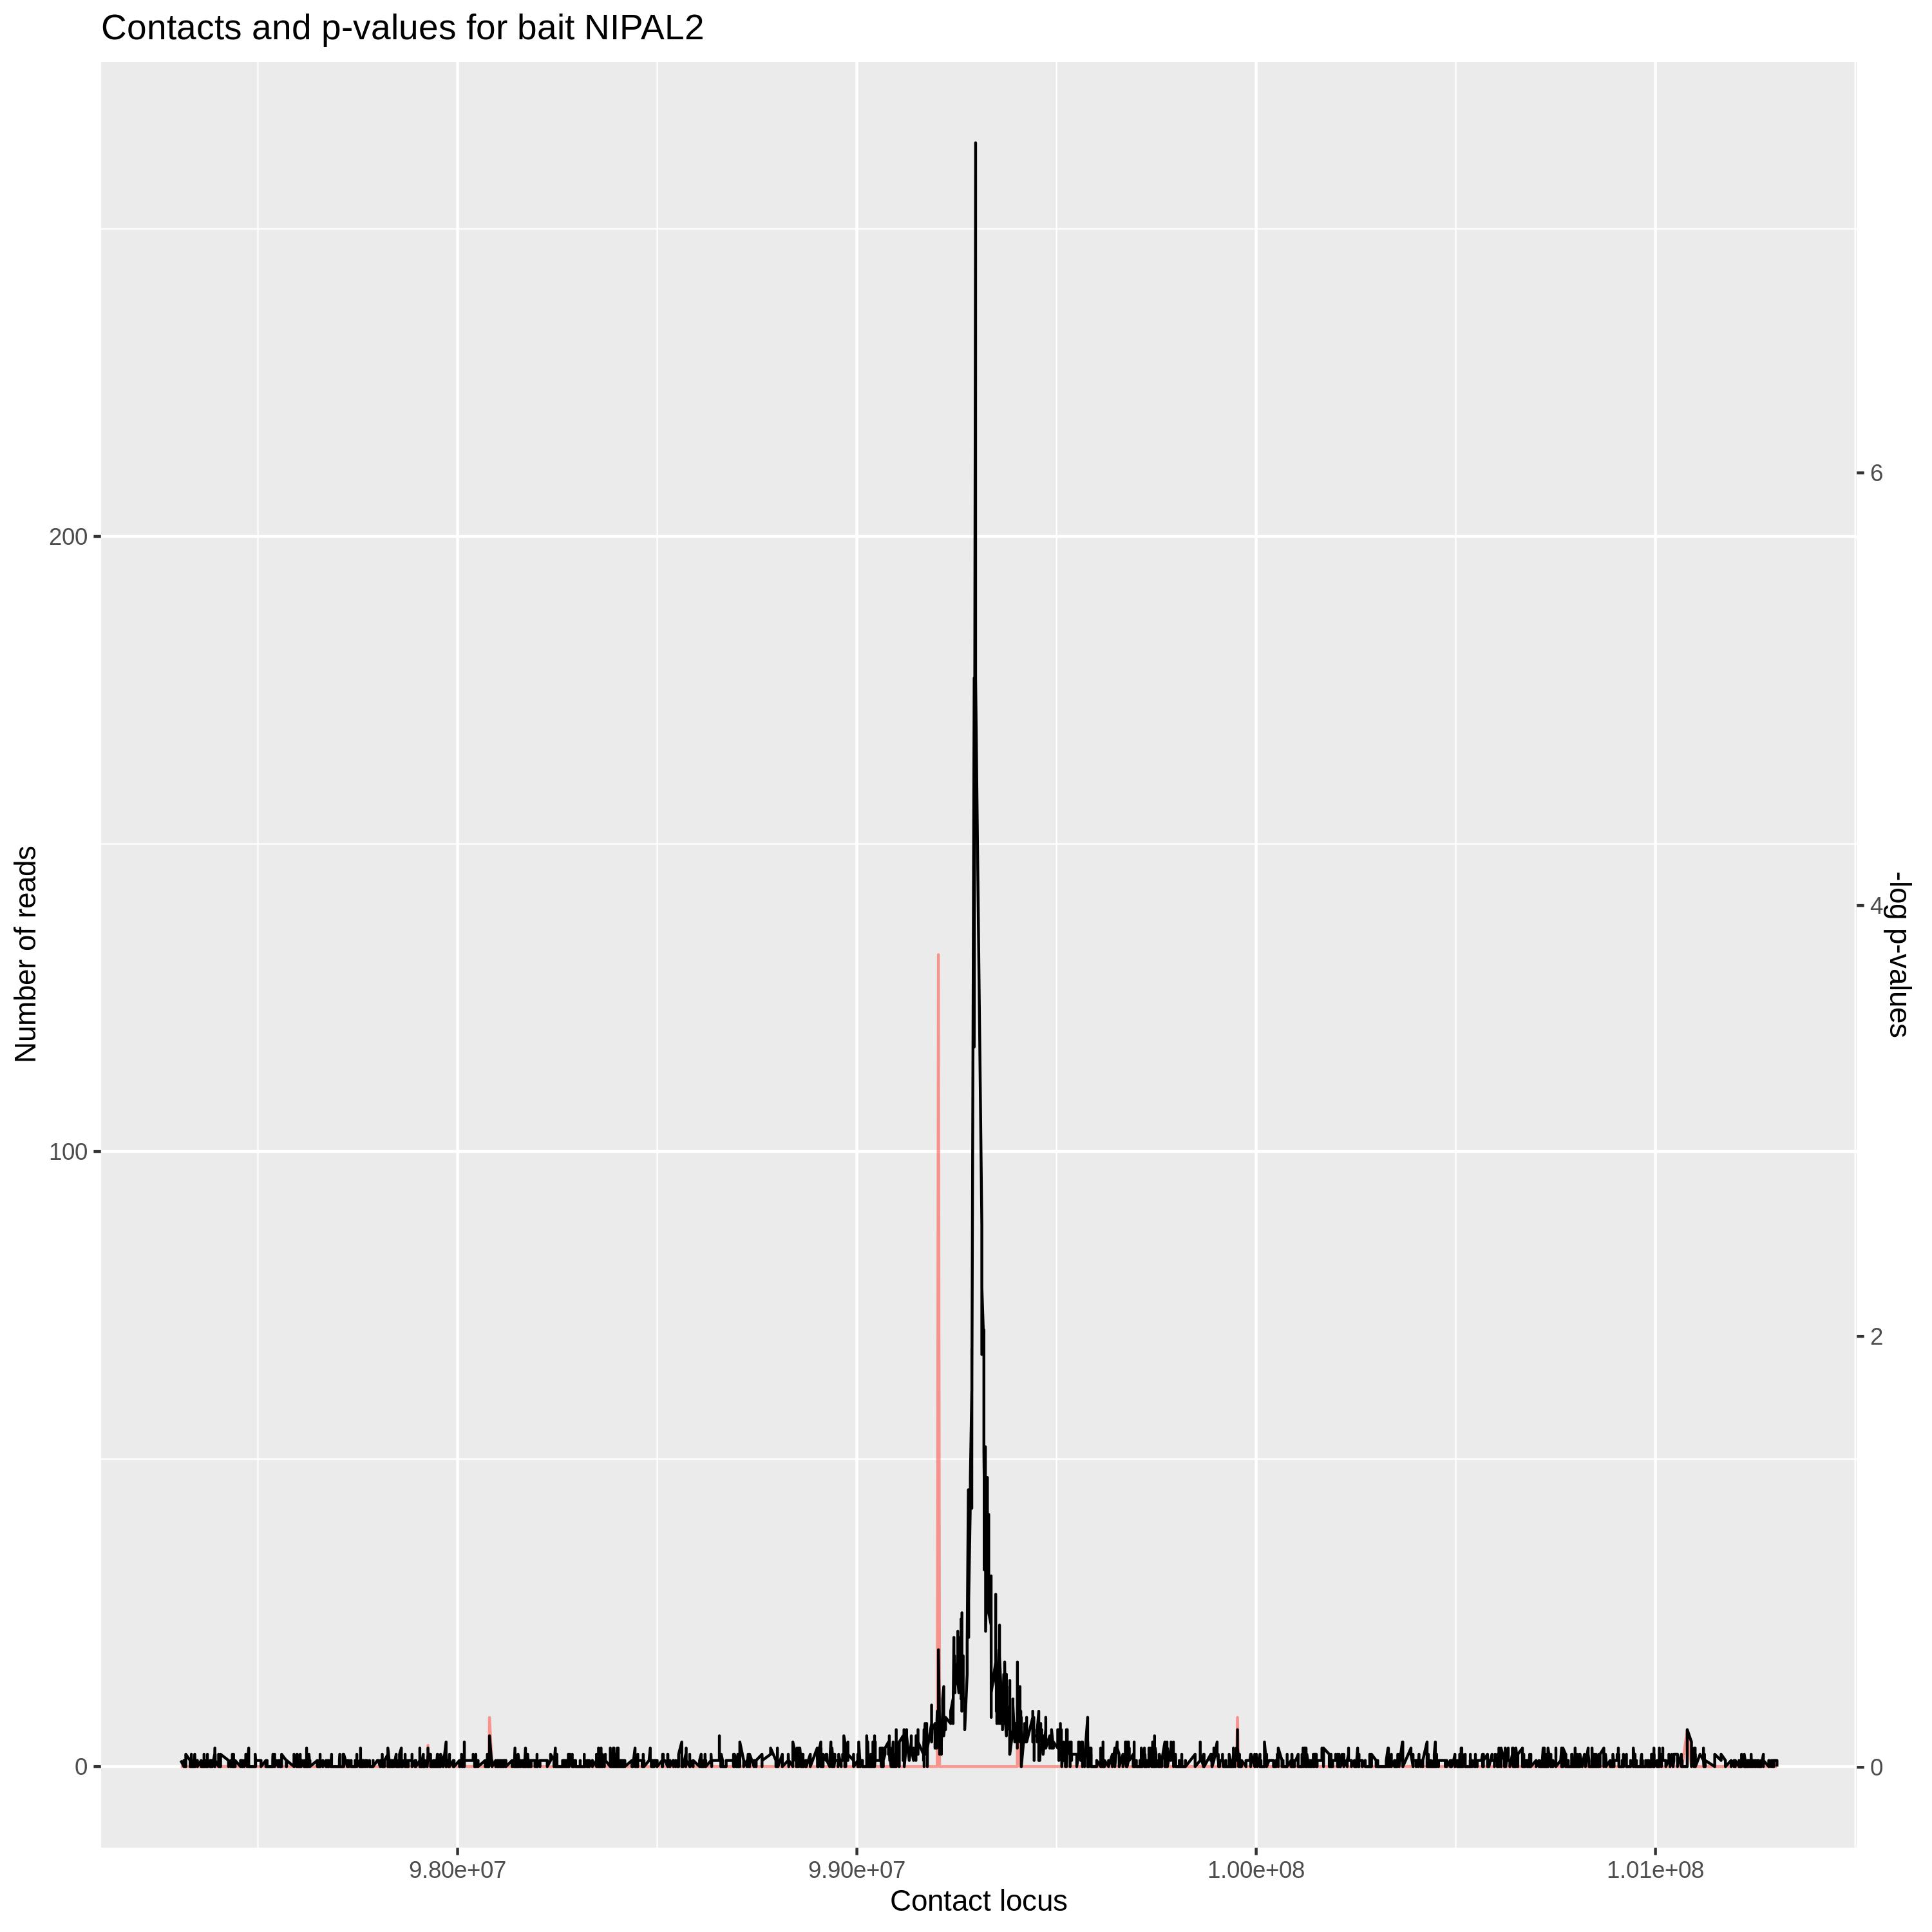 Contacts and p-values for bait NIPAL2
Number of reads
200
100
0
6
4
2
0
-log p-values
9.80e+07
9.90e+07
1.00e+08
1.01e+08
Contact locus